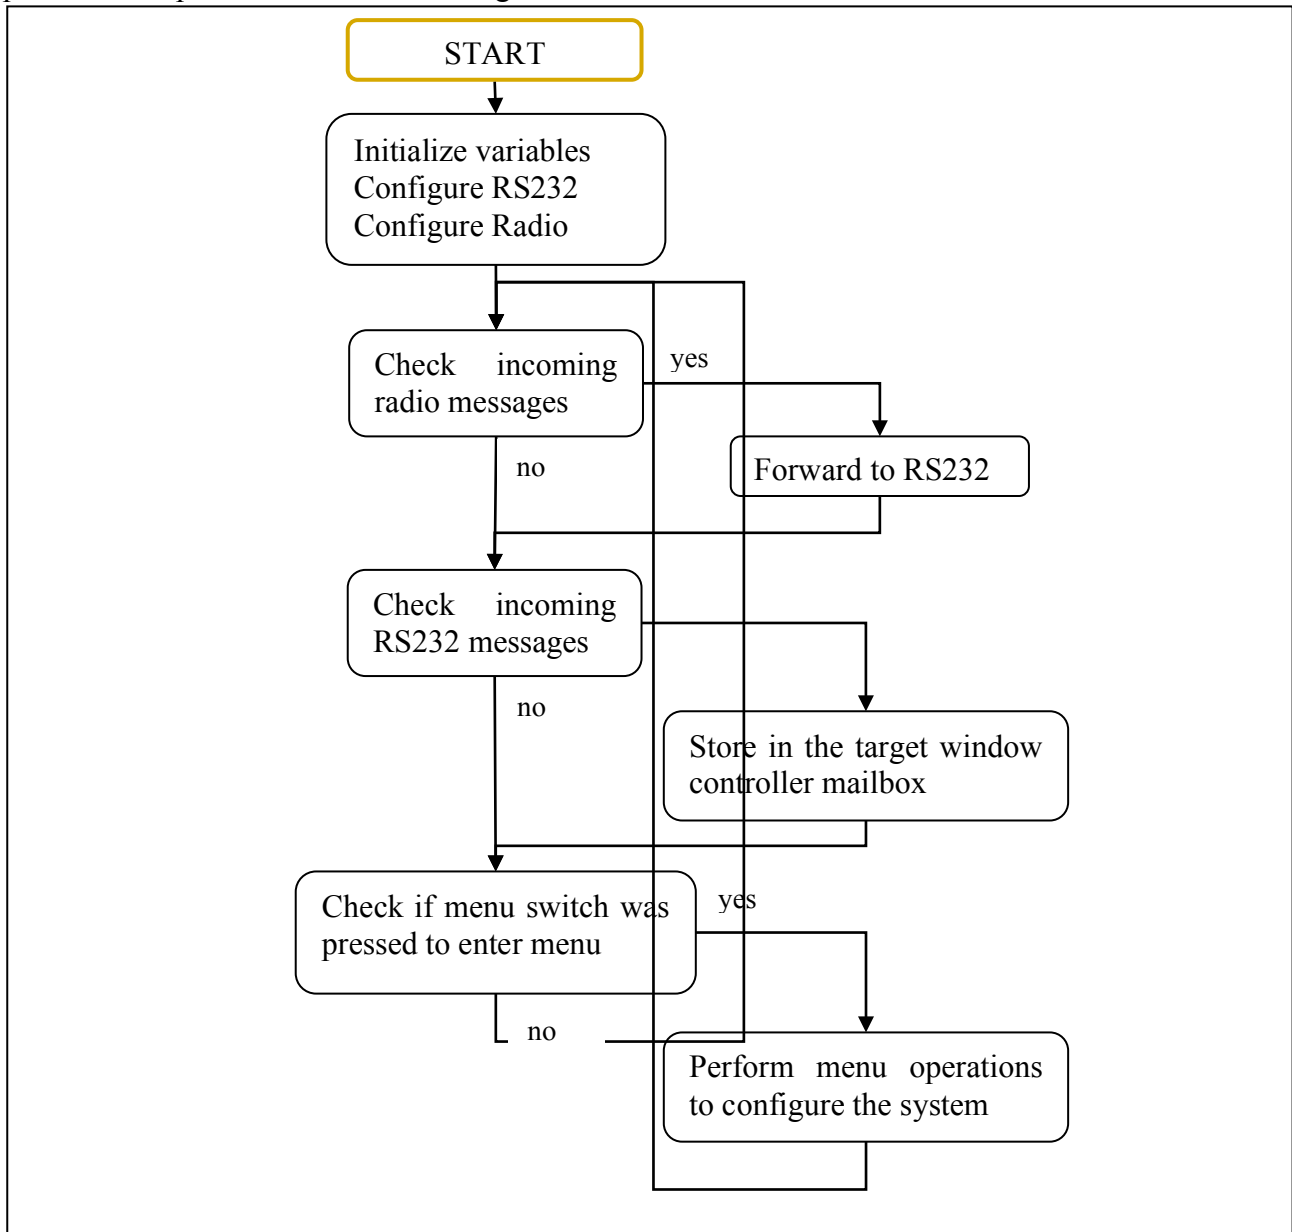 START
Initialize variables
Configure RS232
Configure Radio
Check incoming
radio messages
yes
no
Forward to RS232
Check incoming
RS232 messages
no
Store in the target window
controller mailbox
Check if menu switch was
pressed to enter menu
yes
no
Perform menu operations
to configure the system